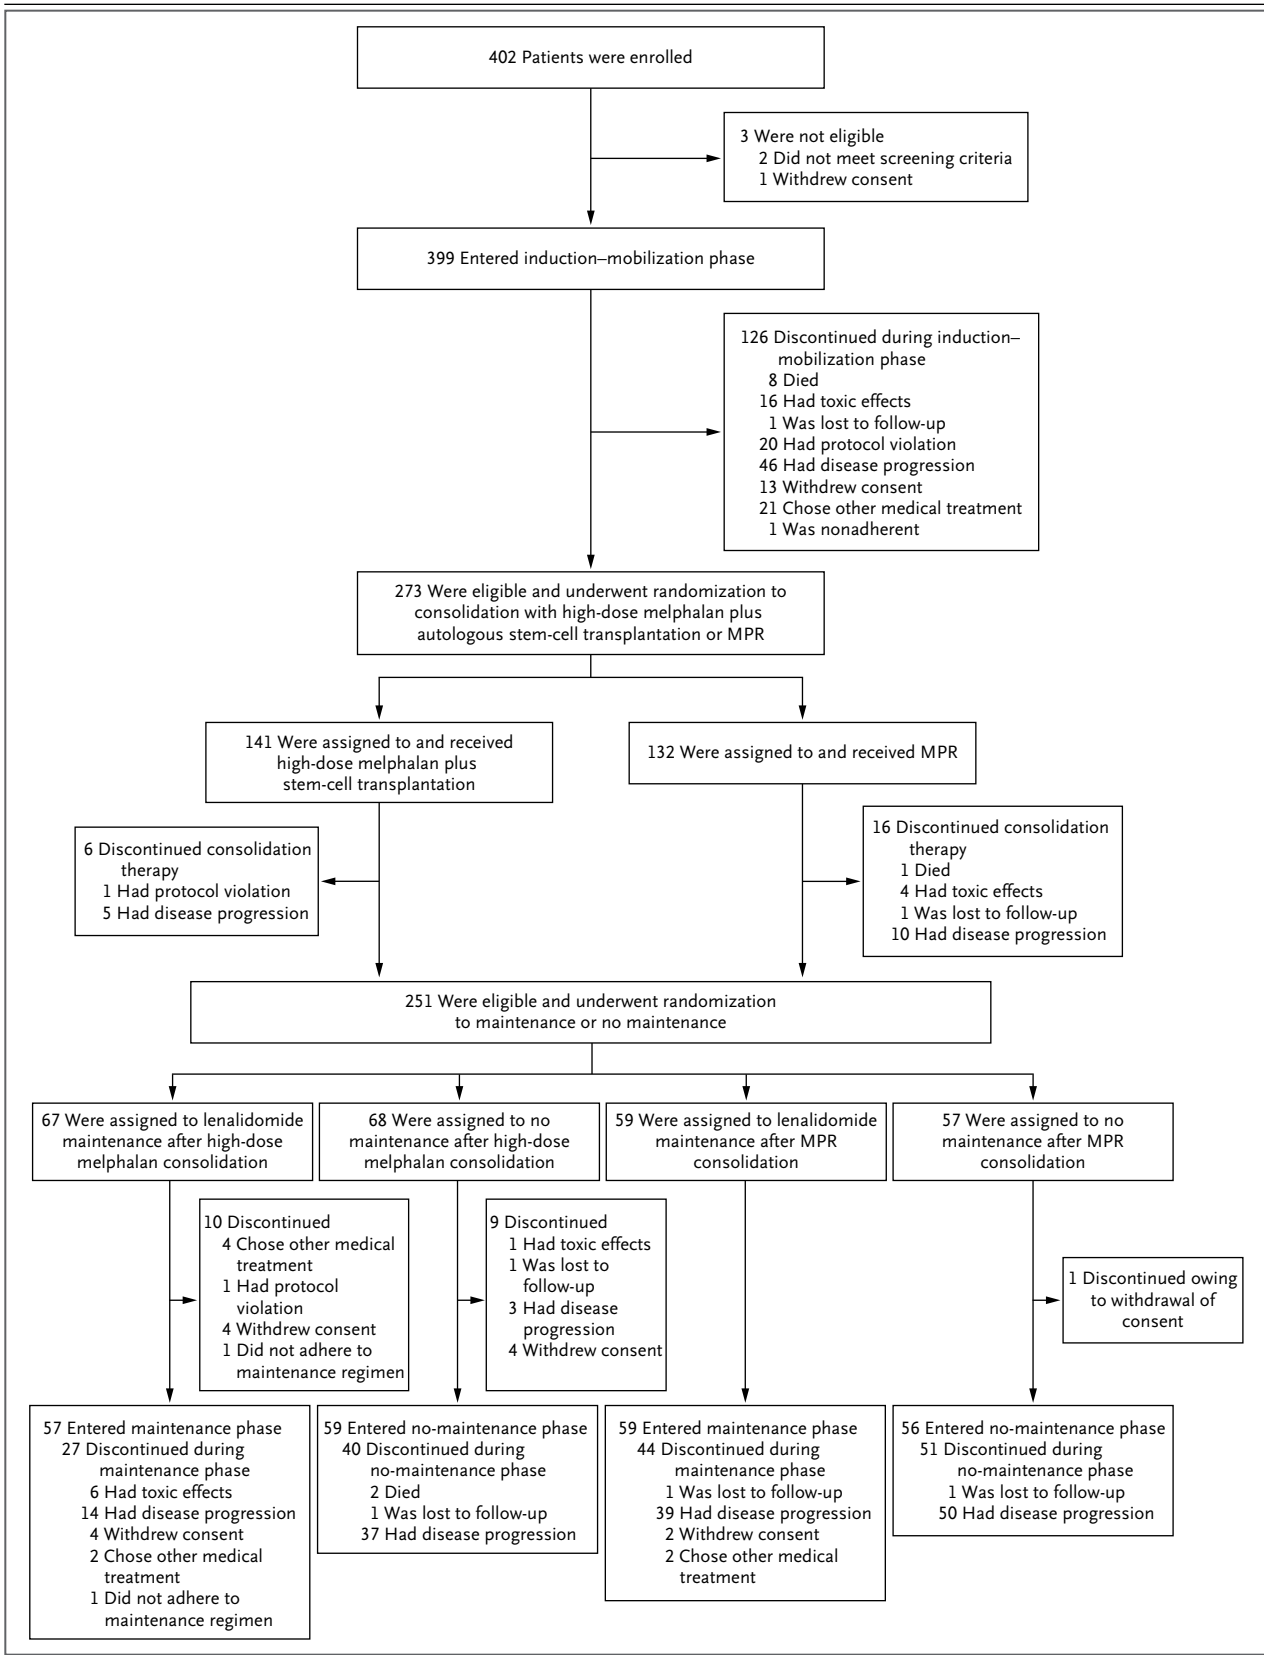 402 Patients were enrolled
3 Were not eligible
2 Did not meet screening criteria
1 Withdrew consent
399 Entered induction–mobilization phase
126 Discontinued during induction–
mobilization phase
8 Died
16 Had toxic effects
1 Was lost to follow-up
20 Had protocol violation
46 Had disease progression
13 Withdrew consent
21 Chose other medical treatment
1 Was nonadherent
273 Were eligible and underwent randomization to
consolidation with high-dose melphalan plus
autologous stem-cell transplantation or MPR
141 Were assigned to and received
high-dose melphalan plus
stem-cell transplantation
132 Were assigned to and received MPR
6 Discontinued consolidation
therapy
1 Had protocol violation
5 Had disease progression
16 Discontinued consolidation
therapy
1 Died
4 Had toxic effects
1 Was lost to follow-up
10 Had disease progression
251 Were eligible and underwent randomization
to maintenance or no maintenance
67 Were assigned to lenalidomide
maintenance after high-dose
melphalan consolidation
68 Were assigned to no
maintenance after high-dose
melphalan consolidation
59 Were assigned to lenalidomide
maintenance after MPR
consolidation
57 Were assigned to no
maintenance after MPR
consolidation
10 Discontinued
4 Chose other medical
treatment
1 Had protocol
violation
4 Withdrew consent
1 Did not adhere to
maintenance regimen
9 Discontinued
1 Had toxic effects
1 Was lost to
follow-up
3 Had disease
progression
4 Withdrew consent
1 Discontinued owing
to withdrawal of
consent
57 Entered maintenance phase
27 Discontinued during
maintenance phase
6 Had toxic effects
14 Had disease progression
4 Withdrew consent
2 Chose other medical
treatment
1 Did not adhere to
maintenance regimen
59 Entered no-maintenance phase
40 Discontinued during
no-maintenance phase
2 Died
1 Was lost to follow-up
37 Had disease progression
59 Entered maintenance phase
44 Discontinued during
maintenance phase
1 Was lost to follow-up
39 Had disease progression
2 Withdrew consent
2 Chose other medical
treatment
56 Entered no-maintenance phase
51 Discontinued during
no-maintenance phase
1 Was lost to follow-up
50 Had disease progression